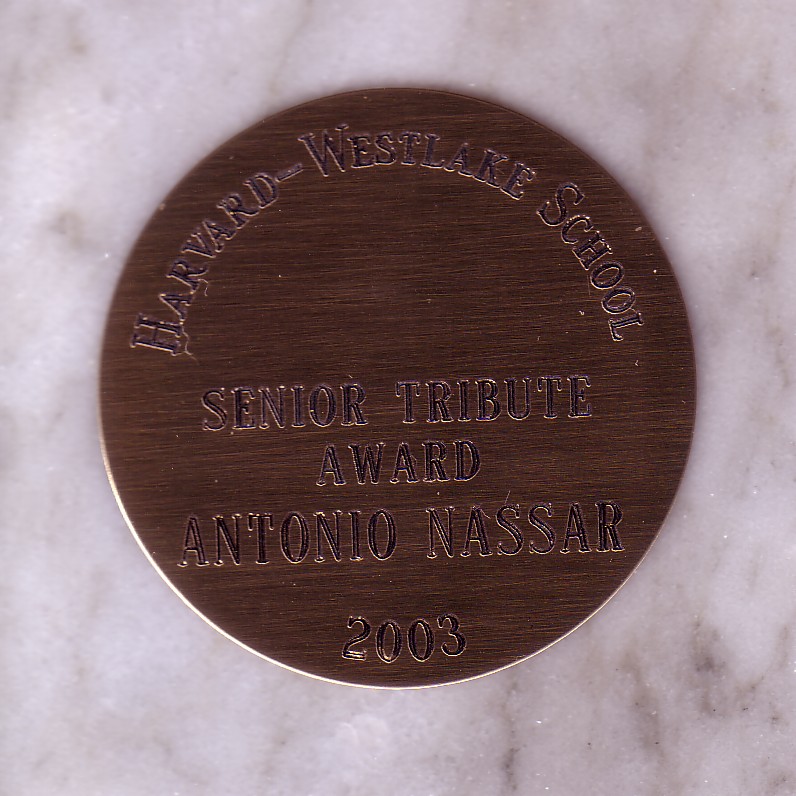 HARVARD-WESTLAKE SCHOOL
SENIOR TRIBUTE
AWARD
ANTONIO NASSAR
2003